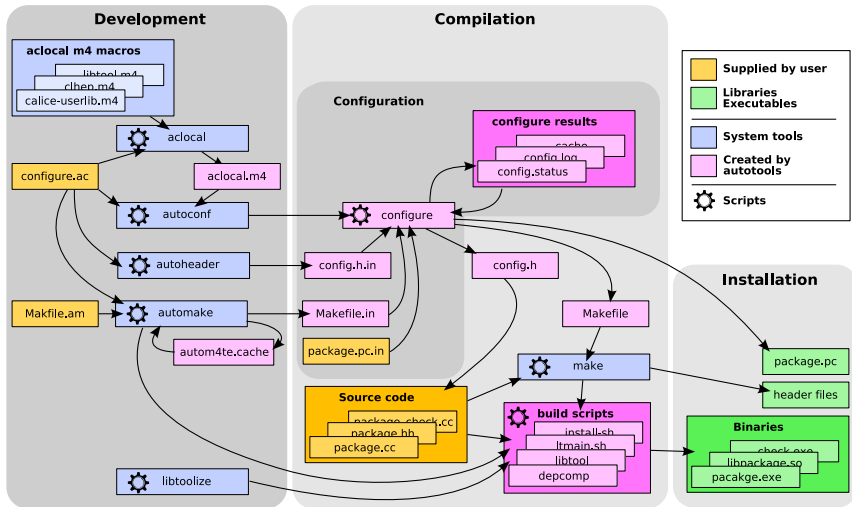 Development
Compilation
aclocal m4 macros
libtool.m4
clhep.m4
calice-userlib.m4
Supplied by user
Libraries
Executables
System tools
Created by
autotools
Scripts
Configuration
configure results
cache
config.log
config.status
aclocal
configure.ac
aclocal.m4
autoconf
configure
autoheader
config.h.in
config.h
Installation
Makfile.am
automake
Makefile.in
Makefile
autom4te.cache
package.pc.in
package.pc
make
header files
Source code
package_check.cc
package.hh
package.cc
build scripts
install-sh
ltmain.sh
libtool
depcomp
Binaries
check.exe
libpackage.so
pacakge.exe
libtoolize